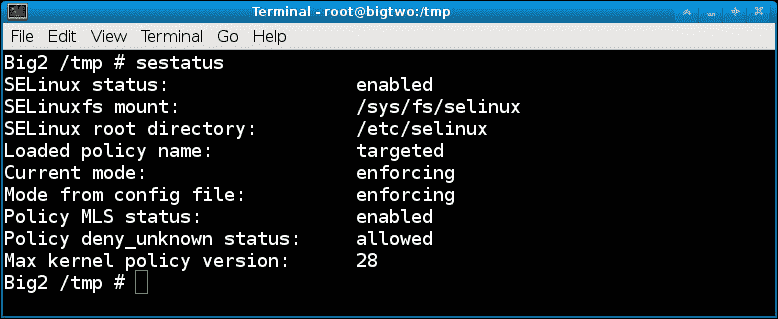 Terminal - root@bigtwo:/tmp
File Edit View Terminal Go Help
Big2 /tmp # sestatus
SELinux status:                 enabled
SELinuxfs mount:                /sys/fs/selinux
SELinux root directory:         /etc/selinux
Loaded policy name:             targeted
Current mode:                   enforcing
Mode from config file:          enforcing
Policy MLS status:              enabled
Policy deny_unknown status:     allowed
Max kernel policy version:      28
Big2 /tmp #